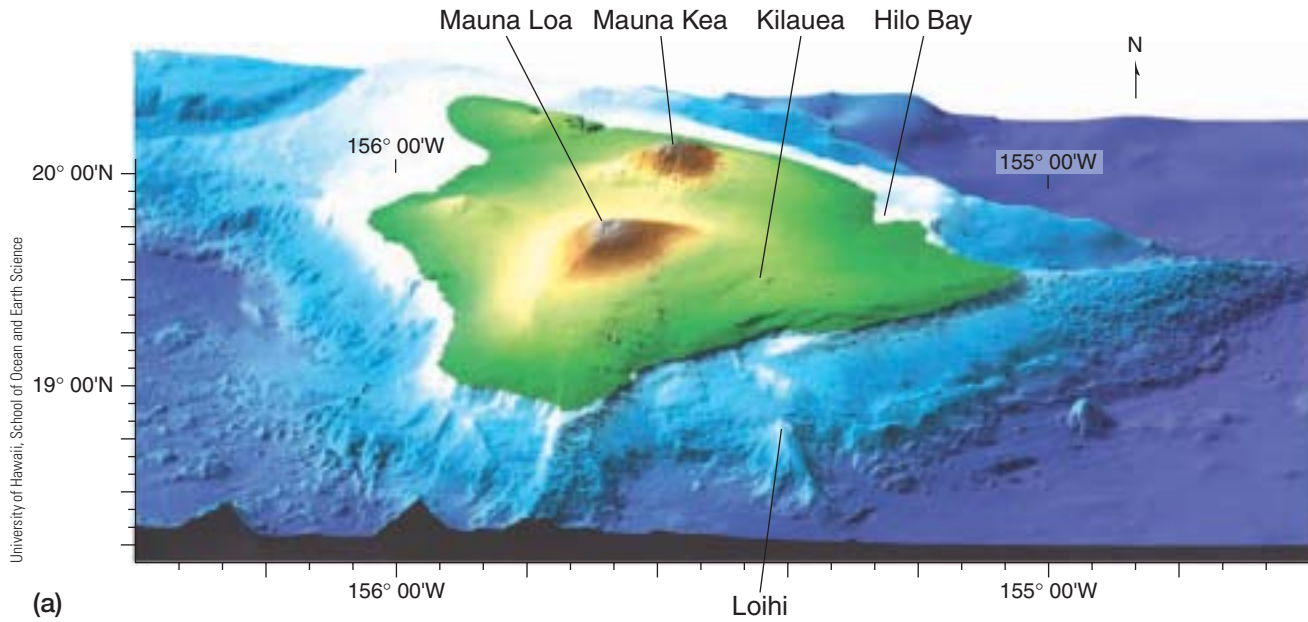 Mauna Loa Mauna Kea Kilauea Hilo Bay
N
156° 00'W
155° 00'W
20° 00'N
19° 00'N
University of Hawaii, School of Ocean and Earth Science
156° 00'W
155° 00'W
Loihi
(a)